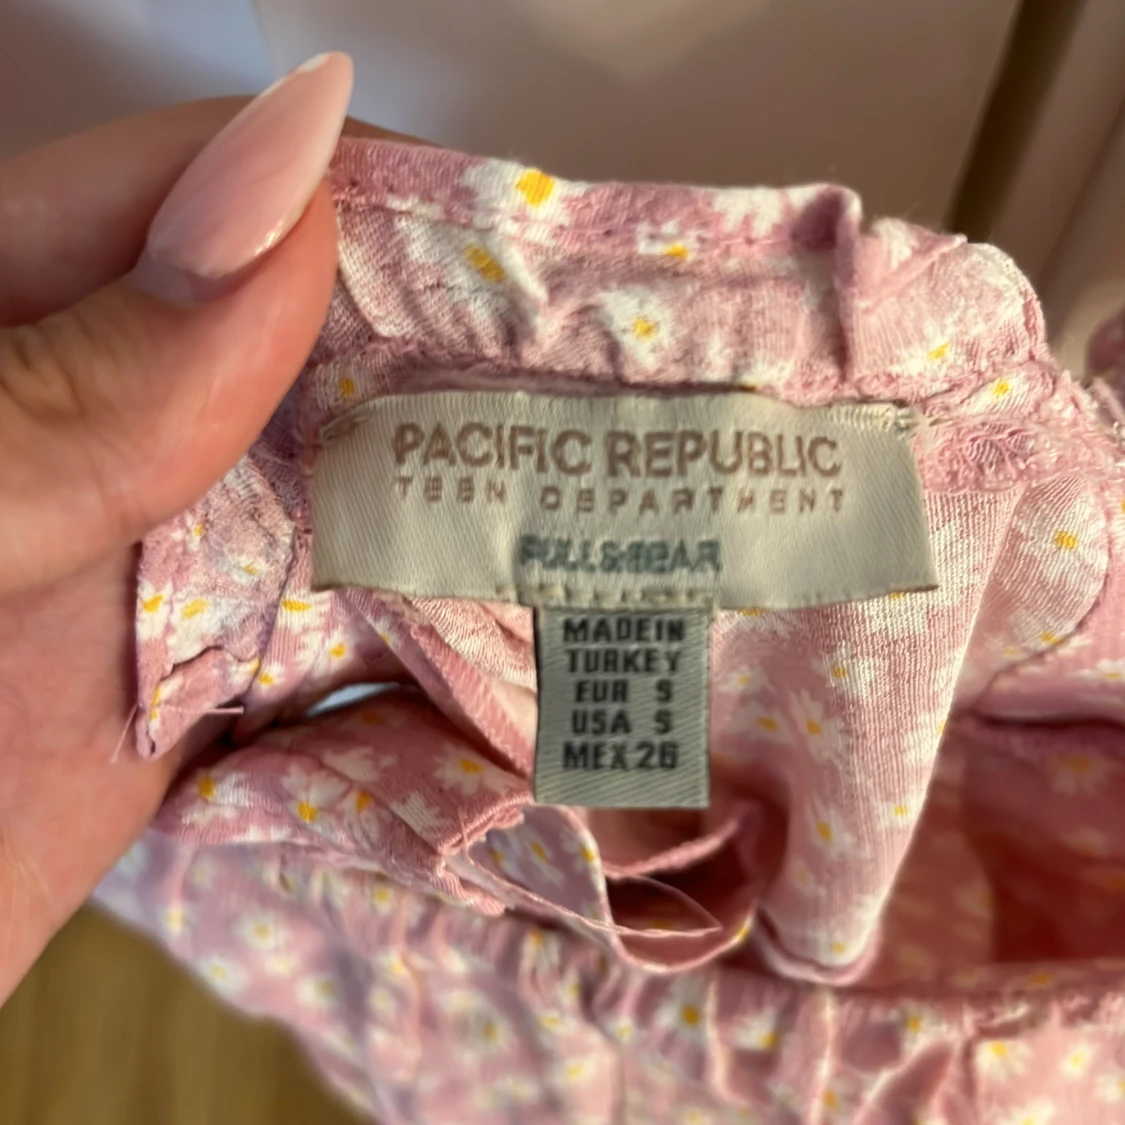 PACIFIC REPUBLIC
TEEN DEPARTMENT
PULL&BEAR
MADE IN
TURKEY
EUR S
USA S
MEX 26